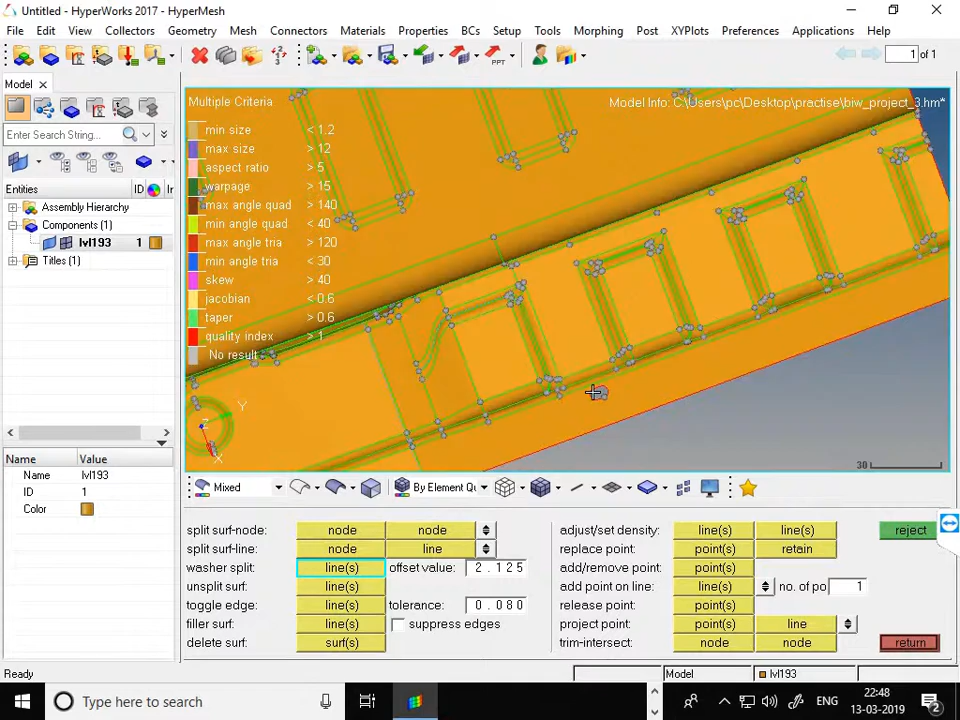 Untitled - HyperWorks 2017 - HyperMesh
File Edit View Collectors Geometry Mesh Connectors Materials Properties BCs Setup Tools Morphing Post XYPlots Preferences Applications Help
PPT
1 of 1
Model
Enter Search String...
Entities ID
Assembly Hierarchy
Components (1)
lvl193 1
Titles (1)
Name Value
Name lvl193
ID 1
Color
Multiple Criteria
Model Info: C:\Users\pc\Desktop\practise\biw_project_3.hm*
min size < 1.2
max size > 12
aspect ratio > 5
warpage > 15
max angle quad > 140
min angle quad < 40
max angle tria > 120
min angle tria < 30
skew > 40
jacobian < 0.6
taper > 0.6
quality index > 1
No result
Y
X
30
Mixed
split surf-node: node node
split surf-line: node line
washer split: line(s) offset value: 2.125
unsplit surf: line(s)
toggle edge: line(s) tolerance: 0.080
filler surf: line(s) suppress edges
delete surf: surf(s)
adjust/set density: line(s) line(s) reject
replace point: point(s) retain
add/remove point: point(s)
add point on line: line(s) no. of po 1
release point: point(s)
project point: point(s) line
trim-intersect: node node return
Ready
Model lvl193
Type here to search
ENG
22:48
13-03-2019
2